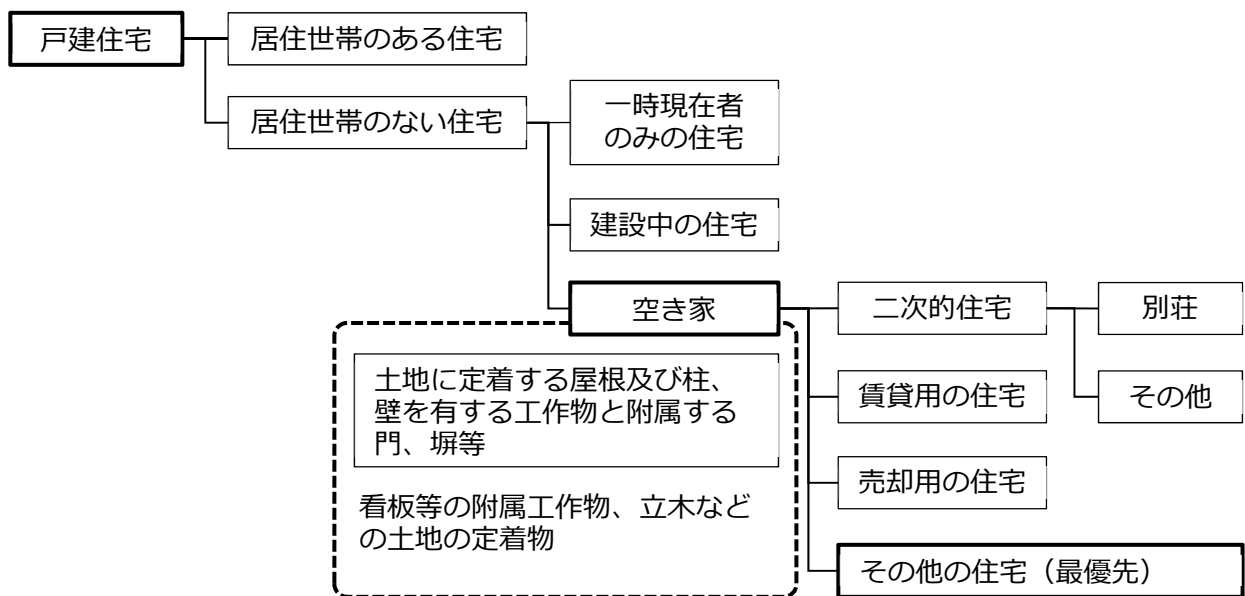 戸建住宅
居住世帯のある住宅
居住世帯のない住宅
一時現在者
のみの住宅
建設中の住宅
空き家
二次的住宅
別荘
土地に定着する屋根及び柱、
壁を有する工作物と附属する
門、塀等
賃貸用の住宅
その他
看板等の附属工作物、立木など
の土地の定着物
売却用の住宅
その他の住宅（最優先）